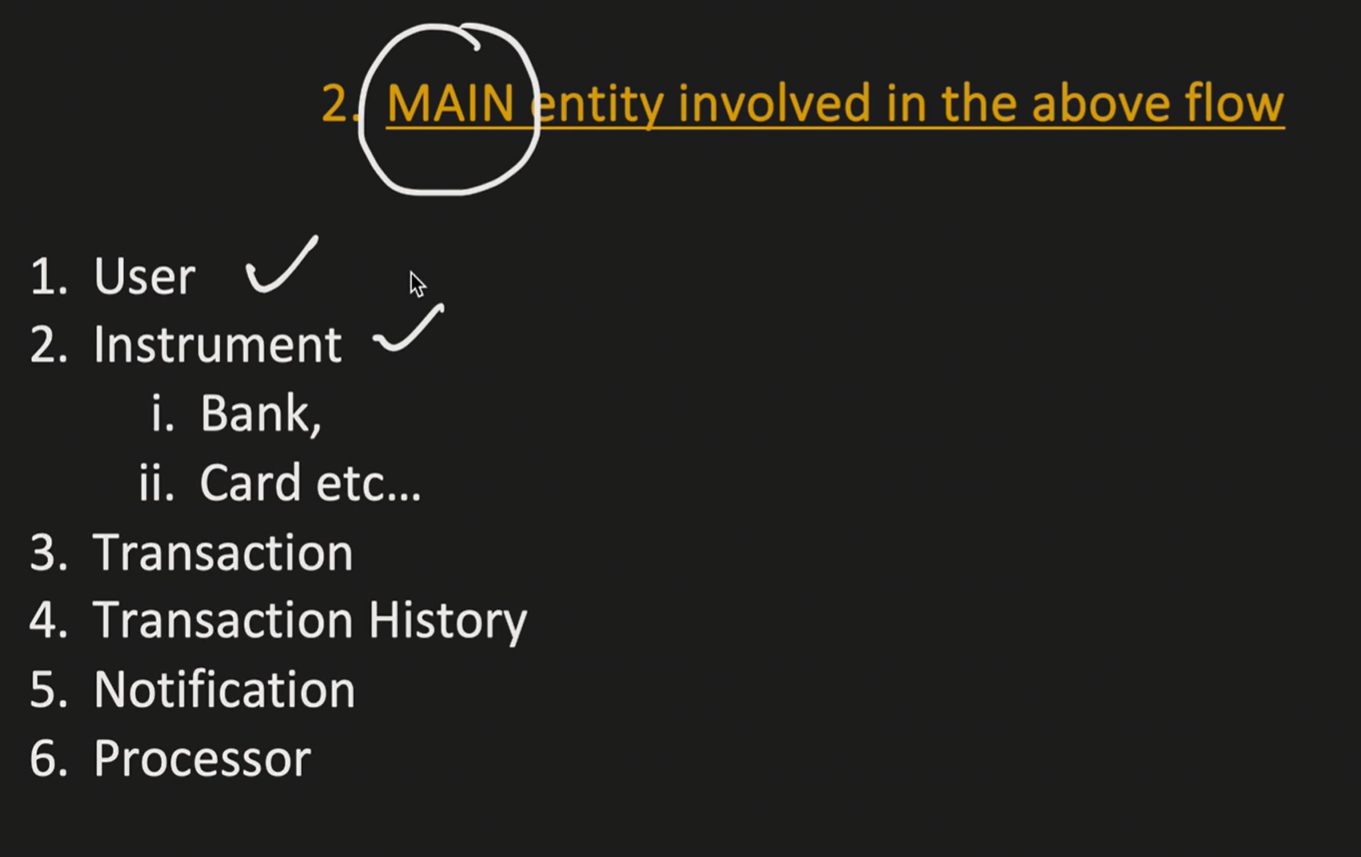 2. MAIN entity involved in the above flow
1. User
2. Instrument
i. Bank,
ii. Card etc...
3. Transaction
4. Transaction History
5. Notification
6. Processor